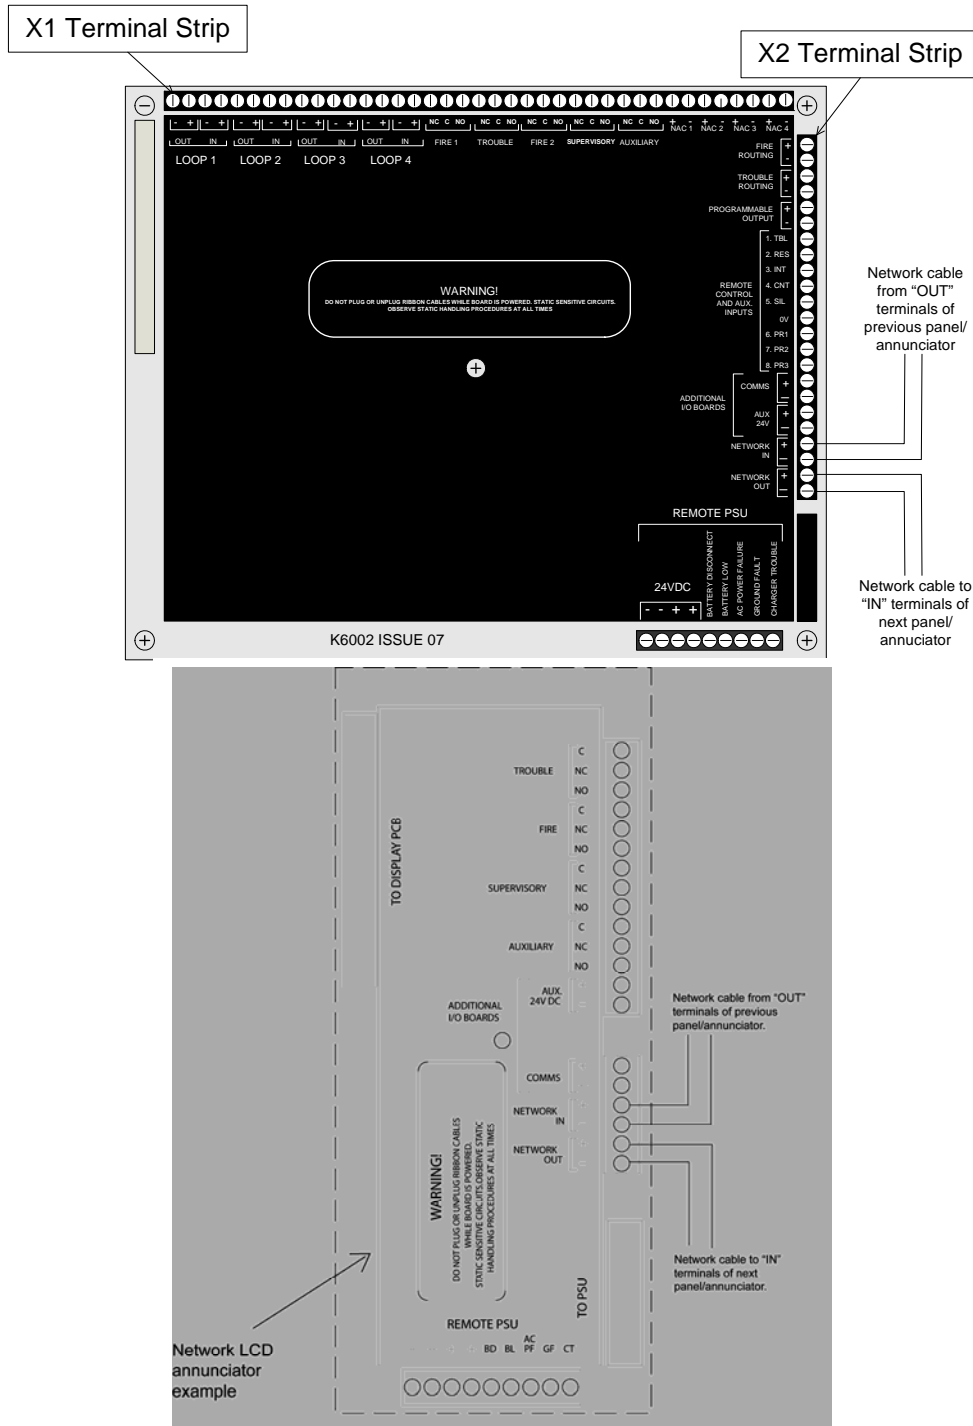 X1 Terminal Strip
X2 Terminal Strip
- + - + - + - + - + - + - + - + NC C NO NC C NO NC C NO NC C NO NC C NO + - + - + - + -
OUT IN OUT IN OUT IN OUT IN
NAC 1 NAC 2 NAC 3 NAC 4
LOOP 1 LOOP 2 LOOP 3 LOOP 4 FIRE 1 TROUBLE FIRE 2 SUPERVISORY AUXILIARY
FIRE
ROUTING
+
-
TROUBLE
ROUTING
+
-
PROGRAMMABLE
OUTPUT
+
-
REMOTE
CONTROL
AND AUX.
INPUTS
1. TBL
2. RES
3. INT
4. CNT
5. SIL
0V
6. PR1
7. PR2
8. PR3
WARNING!
DO NOT PLUG OR UNPLUG RIBBON CABLES WHILE BOARD IS POWERED. STATIC SENSITIVE CIRCUITS.
OBSERVE STATIC HANDLING PROCEDURES AT ALL TIMES
Network cable
from “OUT”
terminals of
previous panel/
annunciator
ADDITIONAL
I/O BOARDS
COMMS
+
–
AUX
24V
+
–
NETWORK
IN
+
–
NETWORK
OUT
+
–
Network cable to
“IN” terminals of
next panel/
annuciator
REMOTE PSU
24VDC
- - + +
BATTERY DISCONNECT
BATTERY LOW
AC POWER FAILURE
GROUND FAULT
CHARGER TROUBLE
K6002 ISSUE 07
TO DISPLAY PCB
TROUBLE
C
NC
NO
FIRE
C
NC
NO
SUPERVISORY
C
NC
NO
AUXILIARY
C
NC
NO
AUX.
24V DC
ADDITIONAL
I/O BOARDS
COMMS
NETWORK
IN
NETWORK
OUT
Network cable from “OUT”
terminals of previous
panel/annunciator.
WARNING!
DO NOT PLUG OR UNPLUG RIBBON CABLES
WHILE BOARD IS POWERED.
STATIC SENSITIVE CIRCUITS.OBSERVE STATIC
HANDLING PROCEDURES AT ALL TIMES
Network cable to “IN”
terminals of next
panel/annunciator.
TO PSU
REMOTE PSU
- - + + BD BL AC PF GF CT
Network LCD
annunciator
example